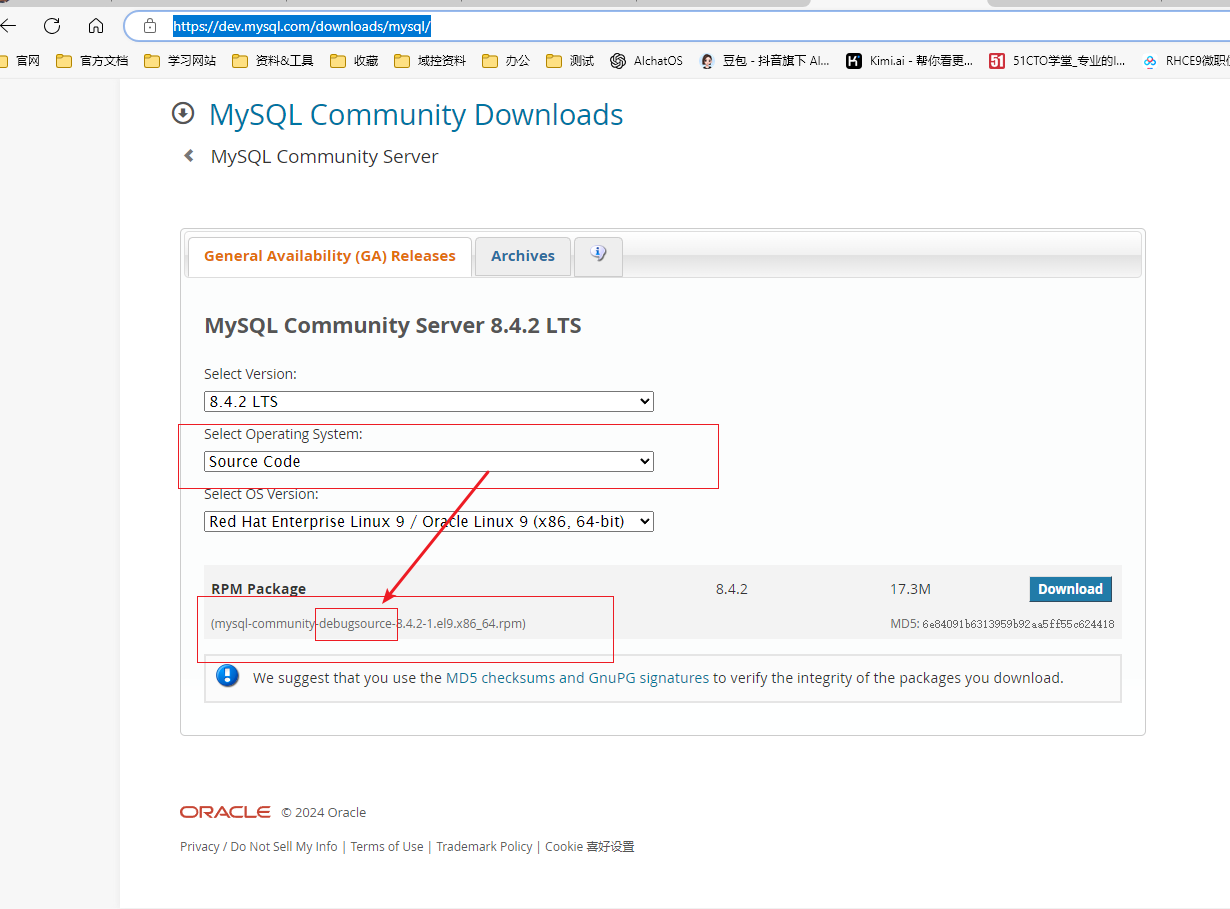 https://dev.mysql.com/downloads/mysql/
官网 官方文档 学习网站 资料&工具 收藏 域控资料 办公 测试 AIchatOS 豆包 - 抖音旗下 AI... Kimi.ai - 帮你看更... 51CTO学堂_专业的I... RHCE9微职位
MySQL Community Downloads
MySQL Community Server
General Availability (GA) Releases Archives
MySQL Community Server 8.4.2 LTS
Select Version:
8.4.2 LTS
Select Operating System:
Source Code
Select OS Version:
Red Hat Enterprise Linux 9 / Oracle Linux 9 (x86, 64-bit)
RPM Package 8.4.2 17.3M Download
(mysql-community-debugsource-8.4.2-1.el9.x86_64.rpm) MD5: 6e84091b6313959b92aa5ff55c624418
We suggest that you use the MD5 checksums and GnuPG signatures to verify the integrity of the packages you download.
ORACLE © 2024 Oracle
Privacy / Do Not Sell My Info | Terms of Use | Trademark Policy | Cookie 喜好设置